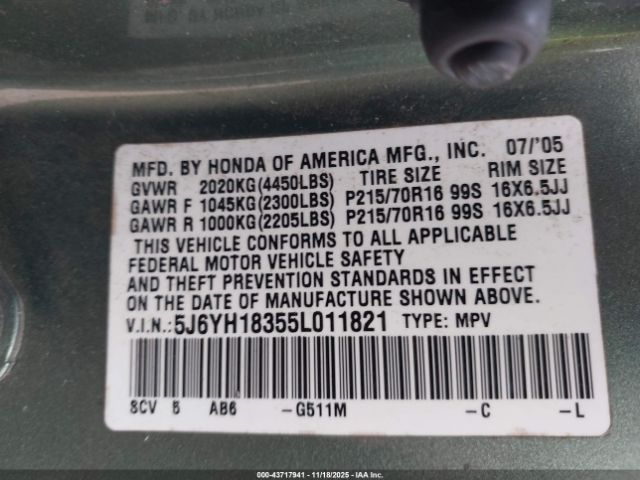 MFD. BY HONDA OF AMERICA MFG., INC. 07/'05
GVWR 2020KG(4450LBS) TIRE SIZE RIM SIZE
GAWR F 1045KG(2300LBS) P215/70R16 99S 16X6.5JJ
GAWR R 1000KG(2205LBS) P215/70R16 99S 16X6.5JJ
THIS VEHICLE CONFORMS TO ALL APPLICABLE
FEDERAL MOTOR VEHICLE SAFETY
AND THEFT PREVENTION STANDARDS IN EFFECT
ON THE DATE OF MANUFACTURE SHOWN ABOVE.
V.I.N.: 5J6YH18355L011821 TYPE: MPV
SCV 5 AB6 -G511M -C -L
000-43717941 - 11/18/2025 - IAA Inc.